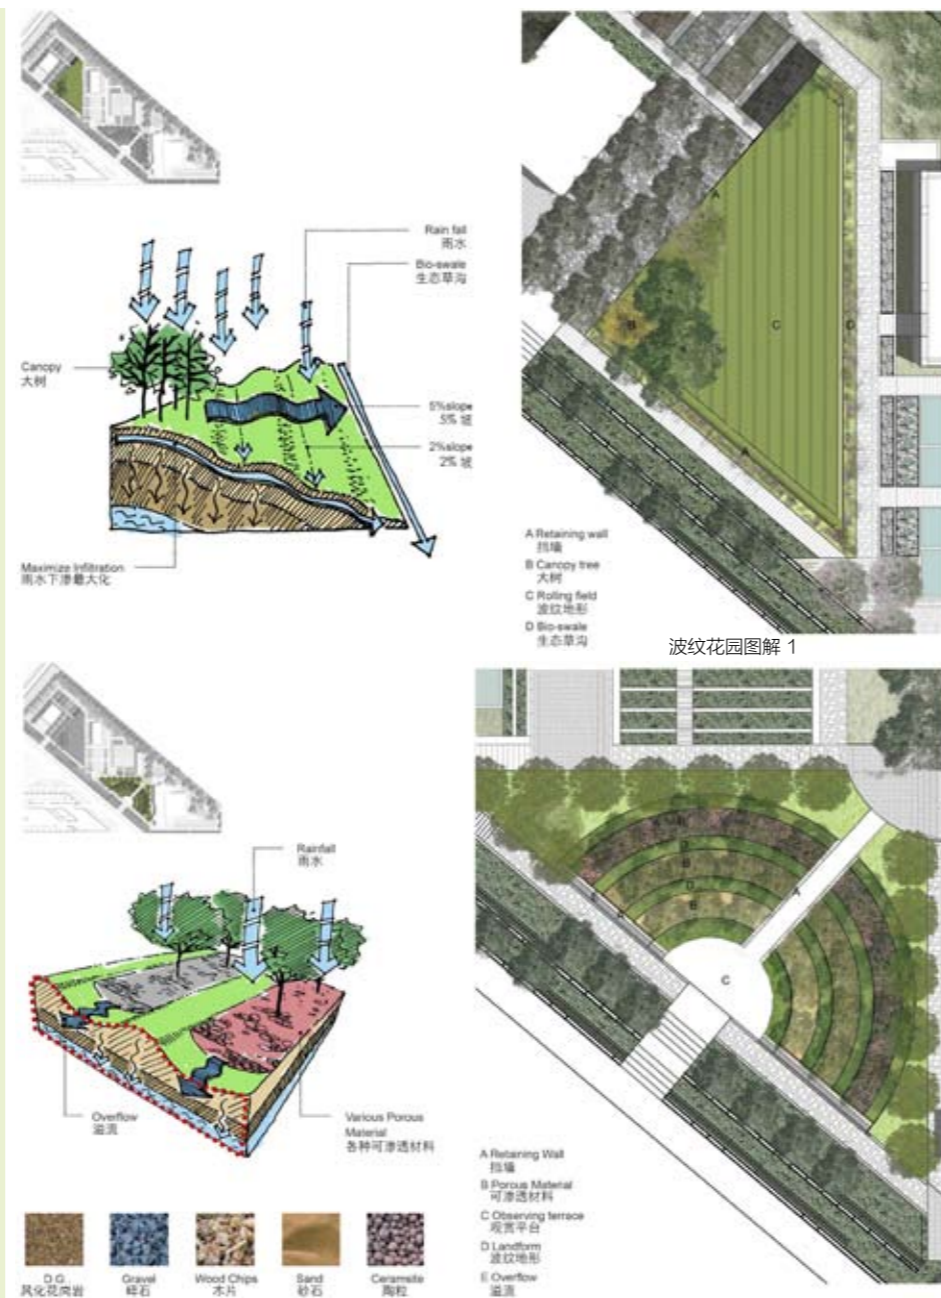 Rain fall
雨水
Bio-swale
生态草沟
Canopy
大树
5%slope
5% 坡
2%slope
2% 坡
Maximize Infiltration
雨水下渗最大化
A
B
C
D
A
A Retaining wall
挡墙
B Canopy tree
大树
C Rolling field
波纹地形
D Bio-swale
生态草沟
波纹花园图解 1
Rainfall
雨水
Overflow
溢流
Various Porous
Material
各种可渗透材料
D.G.
风化花岗岩
Gravel
碎石
Wood Chips
木片
Sand
砂石
Ceramsite
陶粒
B
D
B
D
B
A
C
A Retaining Wall
挡墙
B Porous Material
可渗透材料
C Observing terrace
观赏平台
D Landform
波纹地形
E Overflow
溢流